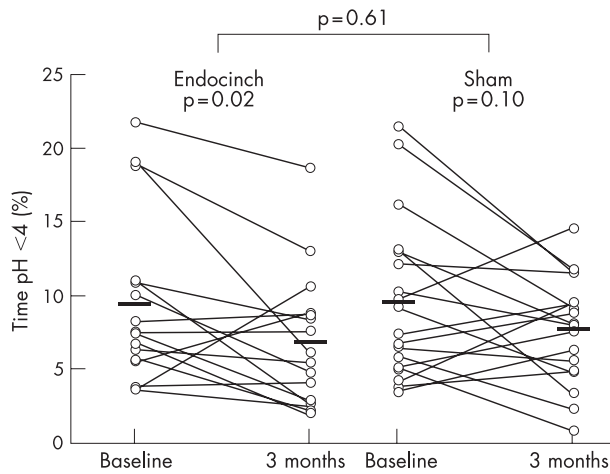 p=0.61
Endocinch
p=0.02
Sham
p=0.10
Time pH <4 (%)
25
20
15
10
5
0
Baseline
3 months
Baseline
3 months